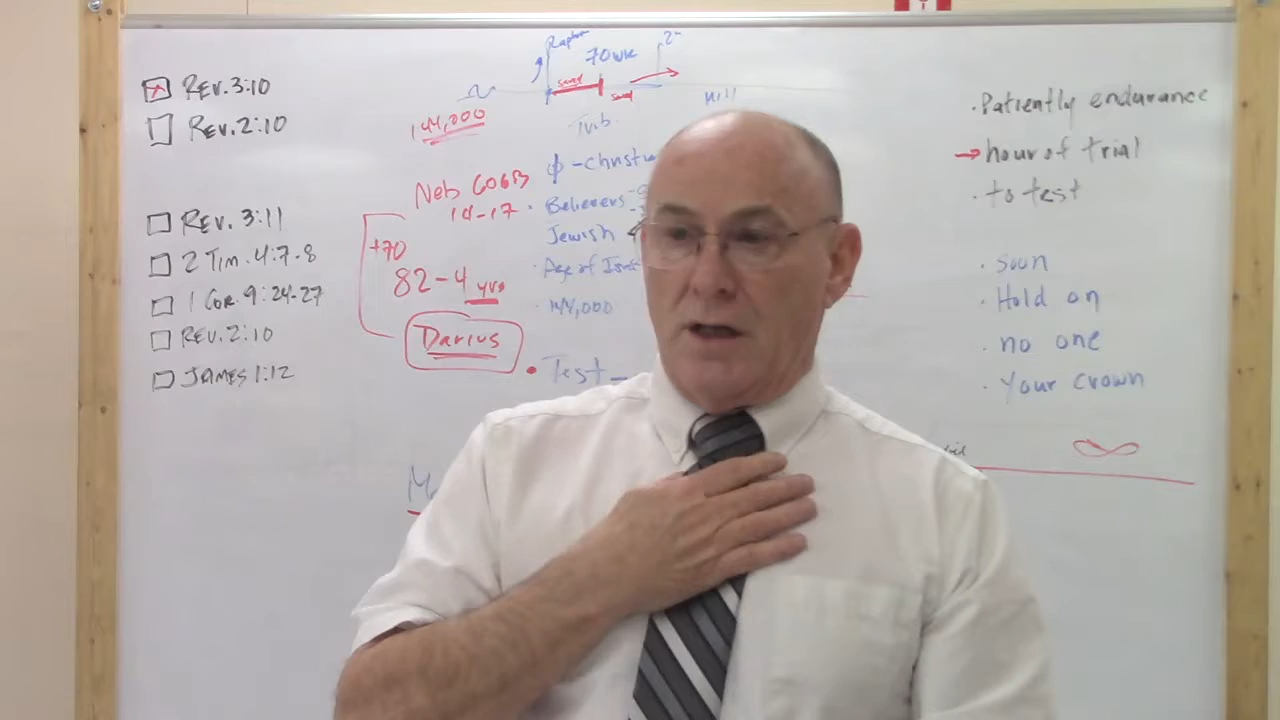 Rev. 3:10
Rev. 2:10
Rev. 3:11
2 Tim. 4:7-8
1 Cor. 9:24-27
Rev. 2:10
James 1:12
70wk
saved
144,000
Trib.
Neb 606B
14-17
+70
82-4 yrs
Darius
Believers
Jewish
Age of
144,000
Test
Patiently endurance
hour of trial
to test
soon
Hold on
no one
Your crown